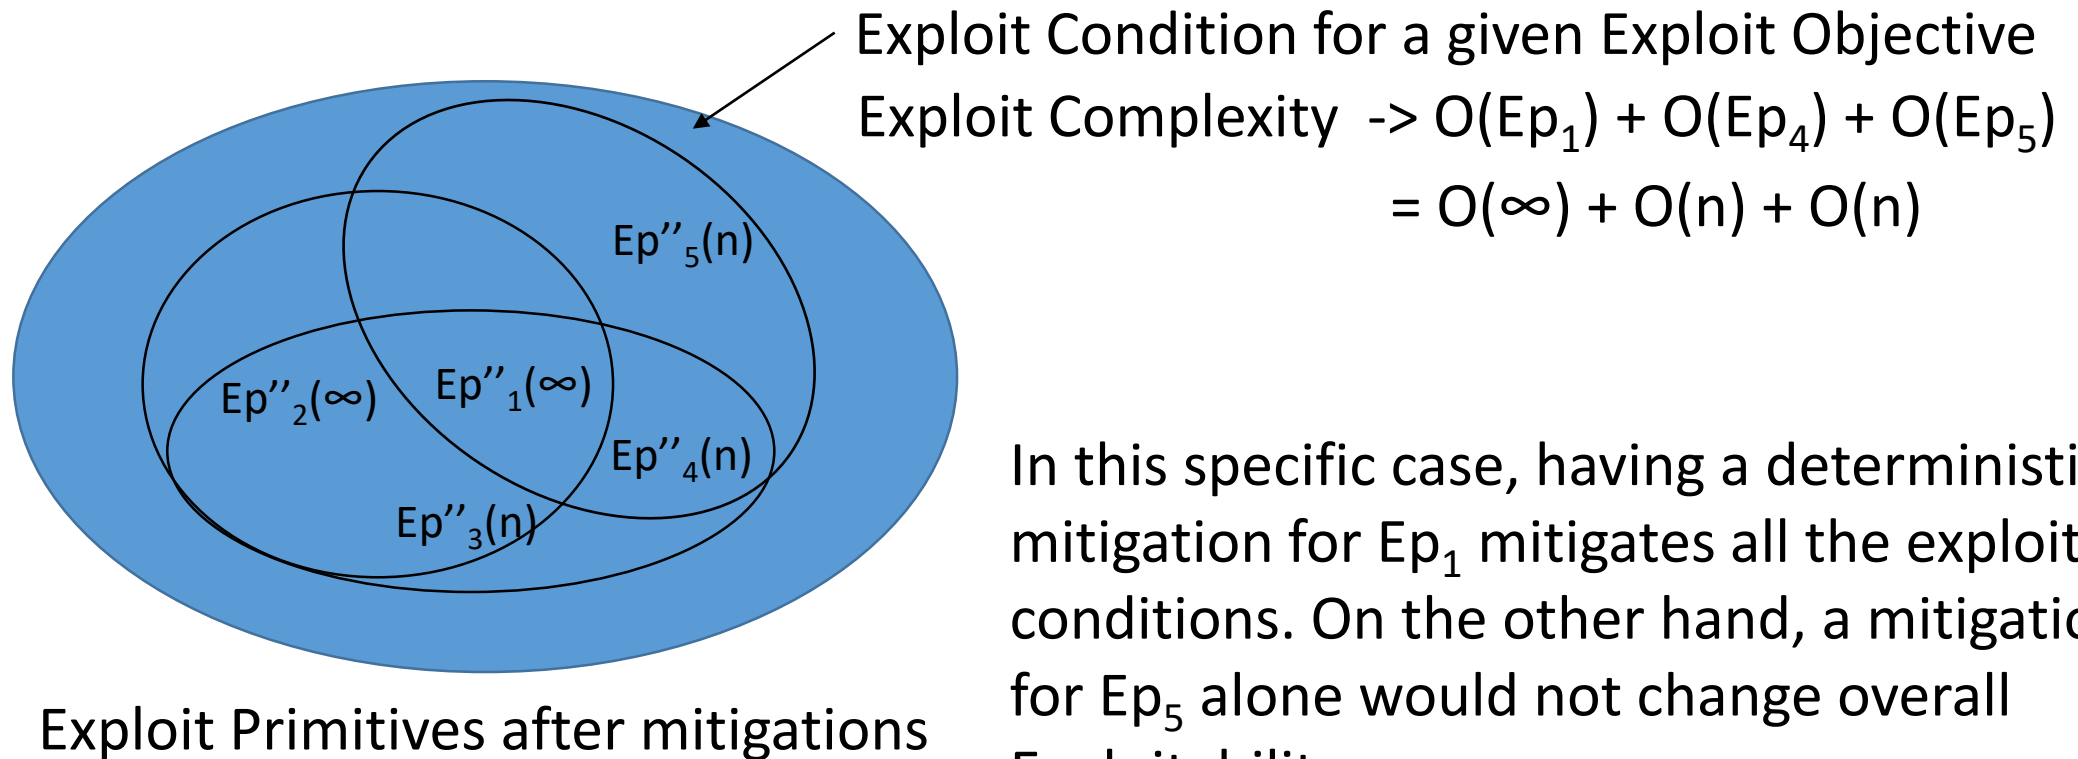 Exploit Condition for a given Exploit Objective
Exploit Complexity -> O(Ep₁) + O(Ep₄) + O(Ep₅)
= O(∞) + O(n) + O(n)
Ep’’₅(n)
Ep’’₂(∞)
Ep’’₁(∞)
Ep’’₄(n)
Ep’’₃(n)
Exploit Primitives after mitigations
In this specific case, having a deterministi
mitigation for Ep₁ mitigates all the exploit
conditions. On the other hand, a mitigatio
for Ep₅ alone would not change overall